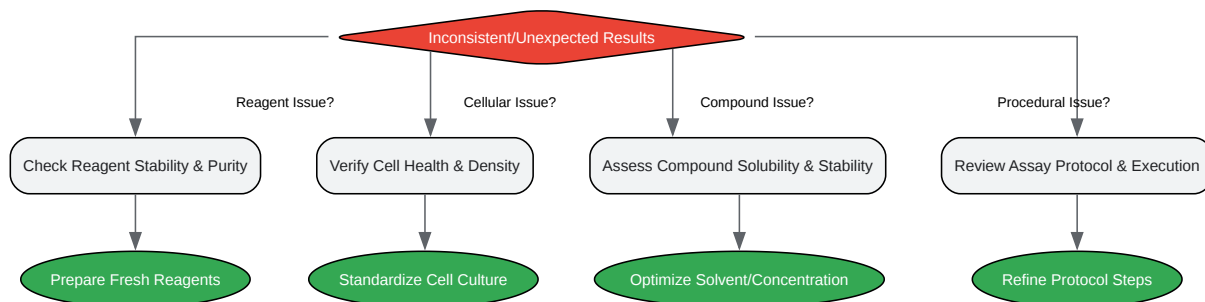 Inconsistent/Unexpected Results
Reagent Issue?
Cellular Issue?
Compound Issue?
Procedural Issue?
Check Reagent Stability & Purity
Verify Cell Health & Density
Assess Compound Solubility & Stability
Review Assay Protocol & Execution
Prepare Fresh Reagents
Standardize Cell Culture
Optimize Solvent/Concentration
Refine Protocol Steps